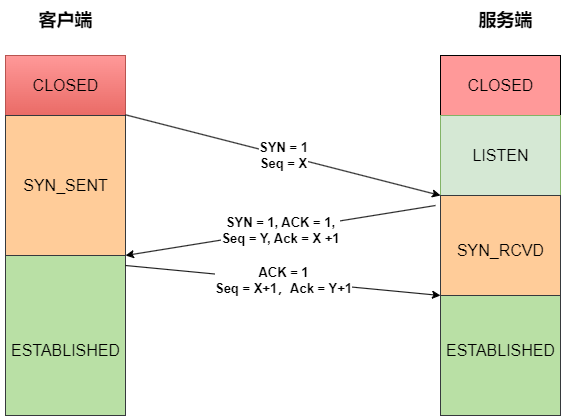 客户端
服务端
CLOSED
CLOSED
SYN = 1
Seq = X
LISTEN
SYN_SENT
SYN = 1, ACK = 1,
Seq = Y, Ack = X +1
SYN_RCVD
ACK = 1
Seq = X+1， Ack = Y+1
ESTABLISHED
ESTABLISHED